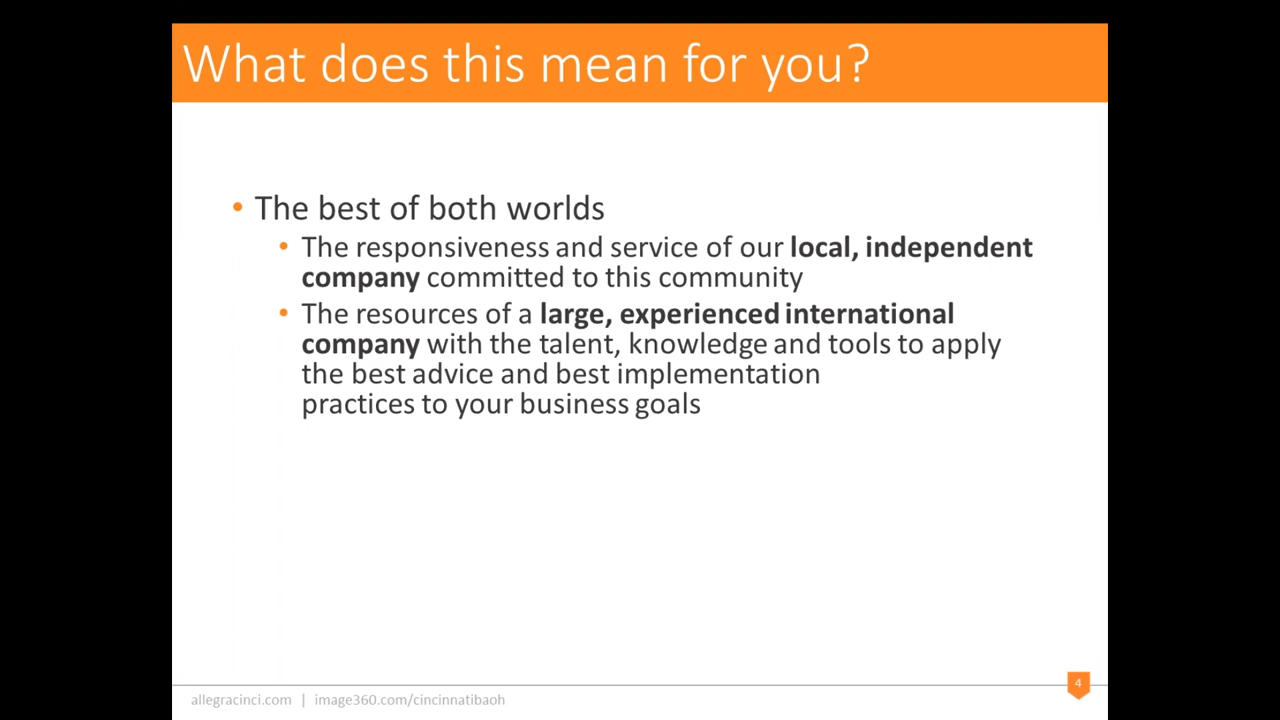 What does this mean for you?
• The best of both worlds
• The responsiveness and service of our local, independent
company committed to this community
• The resources of a large, experienced international
company with the talent, knowledge and tools to apply
the best advice and best implementation
practices to your business goals
allegracinci.com | image360.com/cincinnatibaoh
4